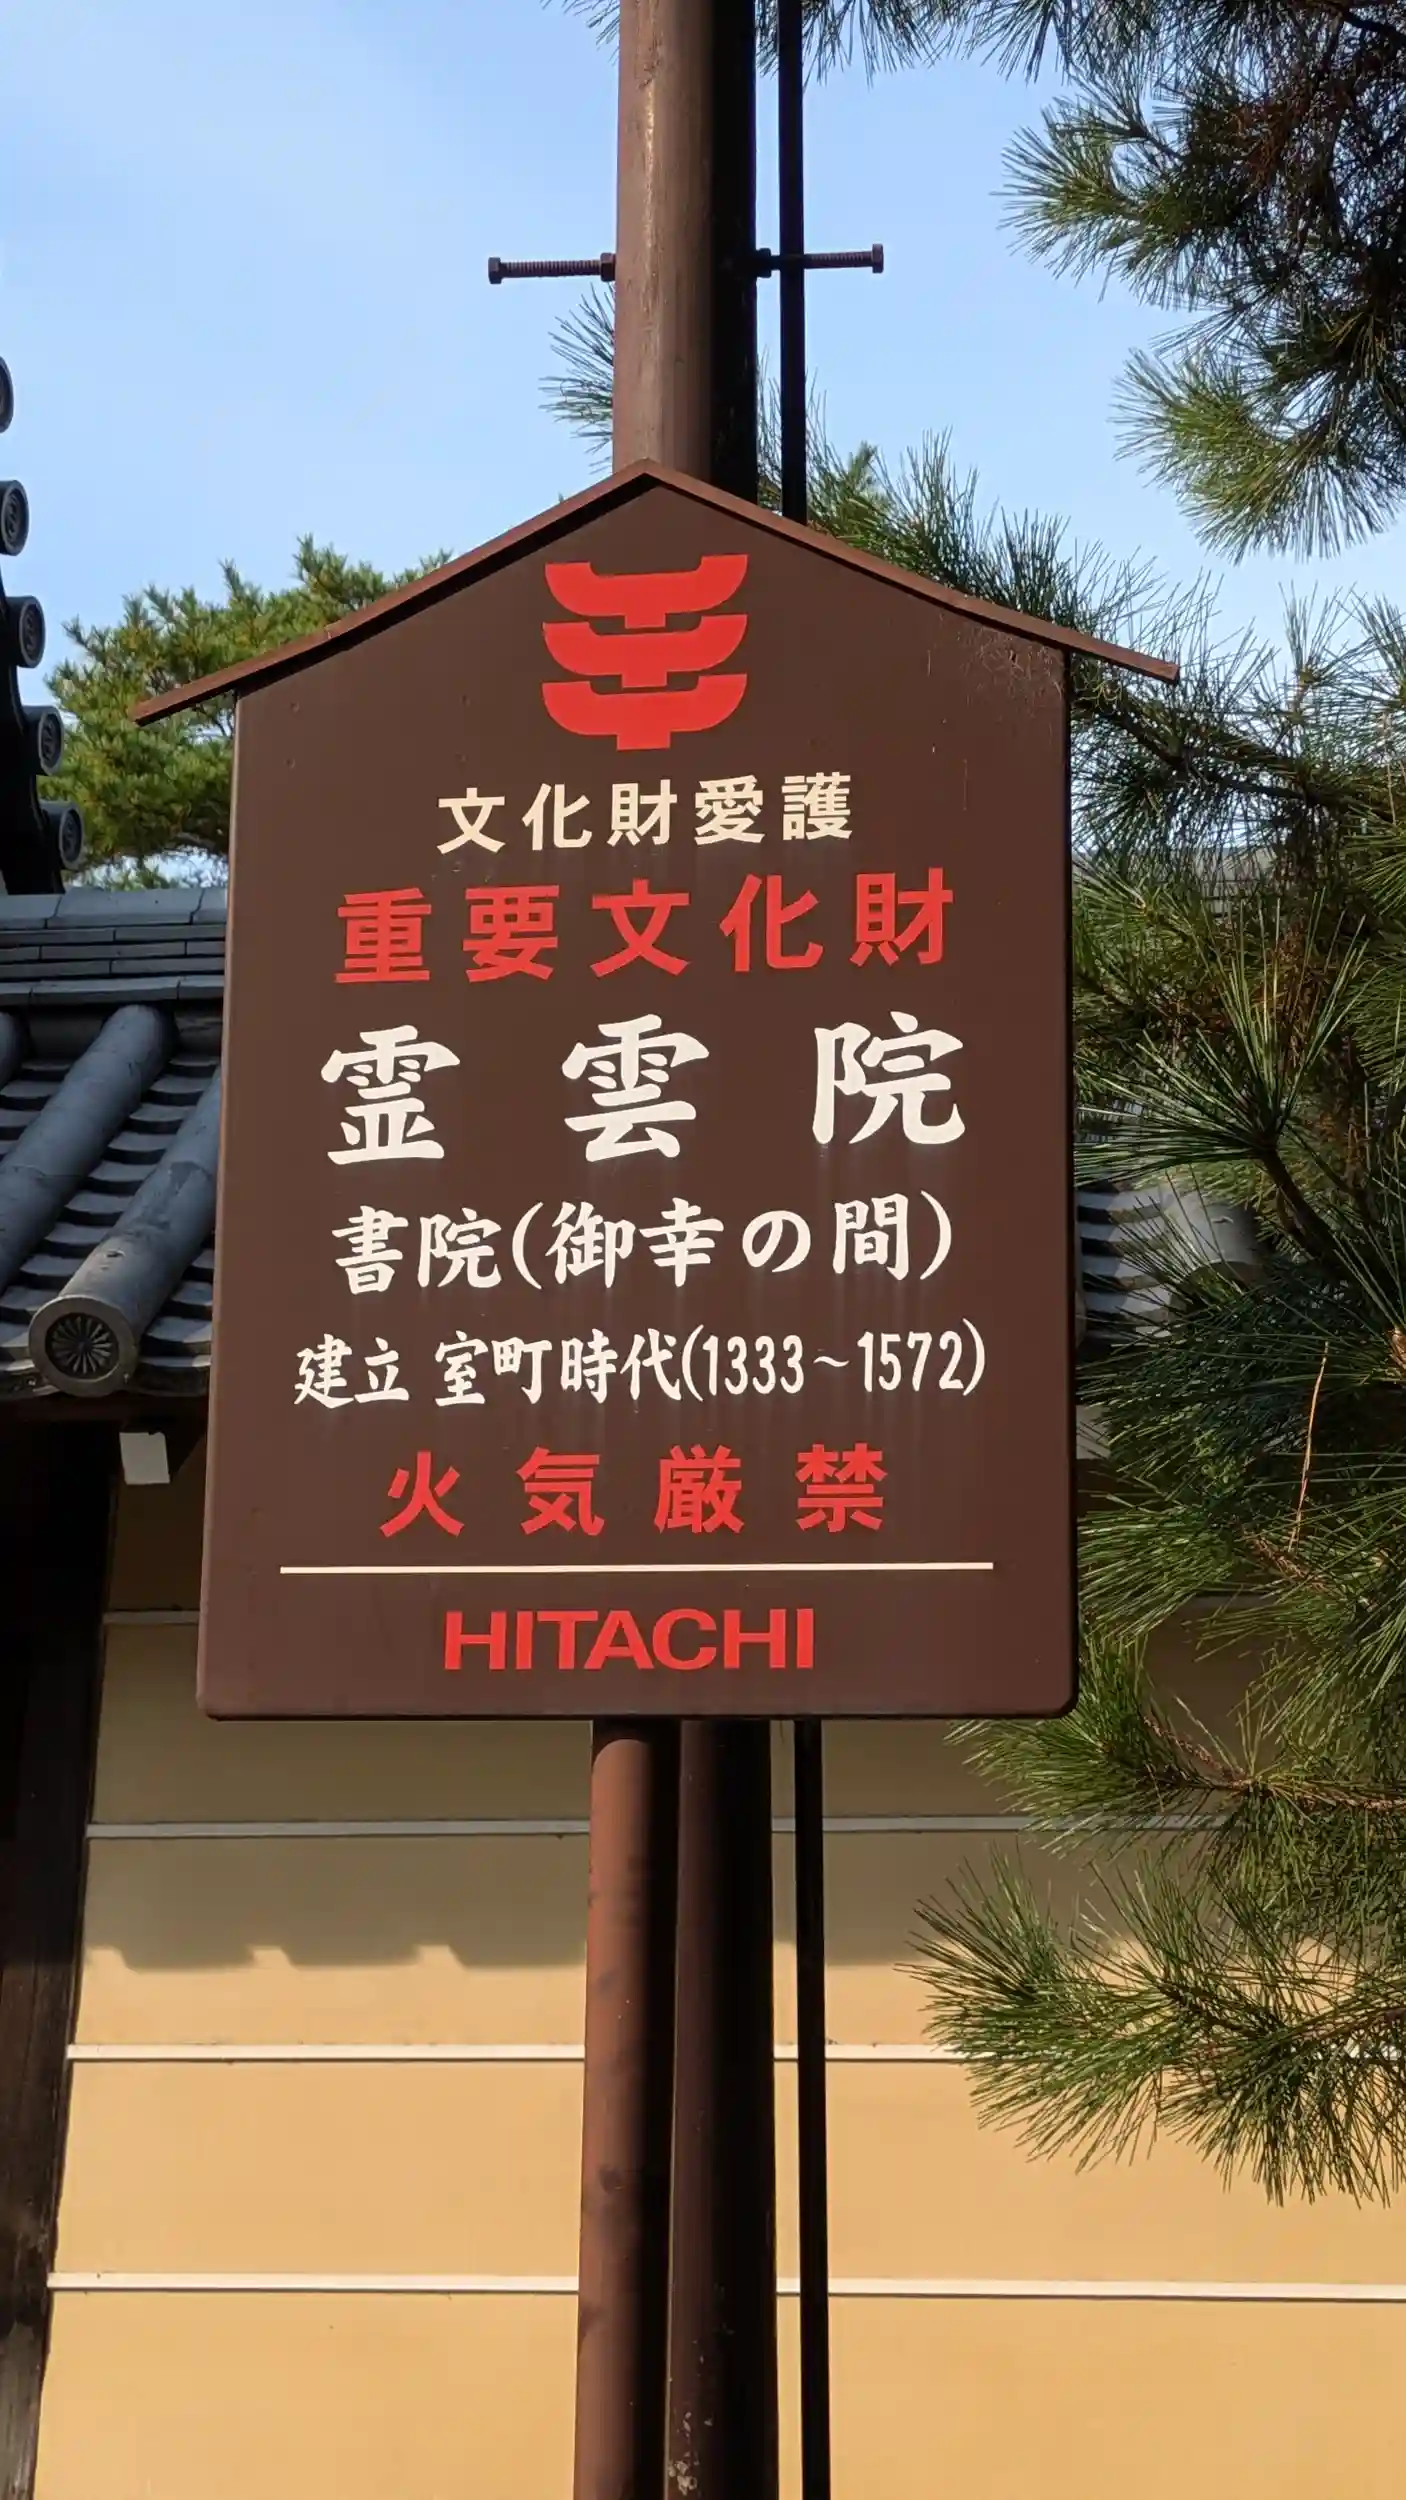 文化財愛護
重要文化財
霊雲院
書院(御幸の間)
建立 室町時代(1333~1572)
火気厳禁
HITACHI